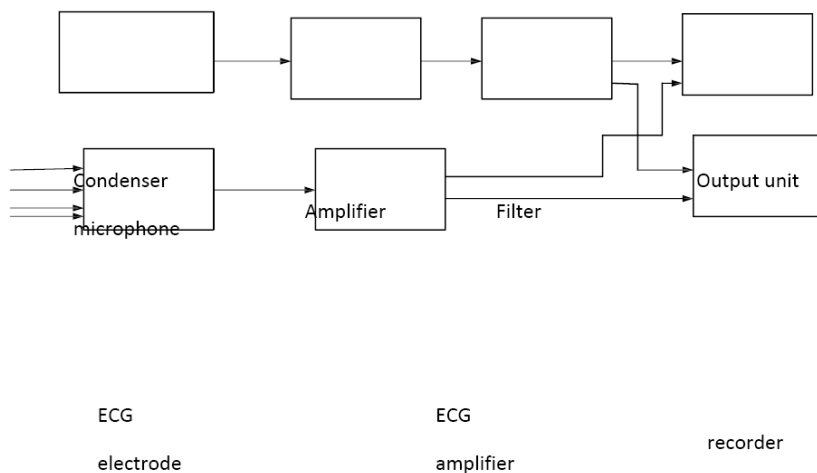 Condenser
microphone
Amplifier
Filter
Output unit
ECG
electrode
ECG
amplifier
recorder